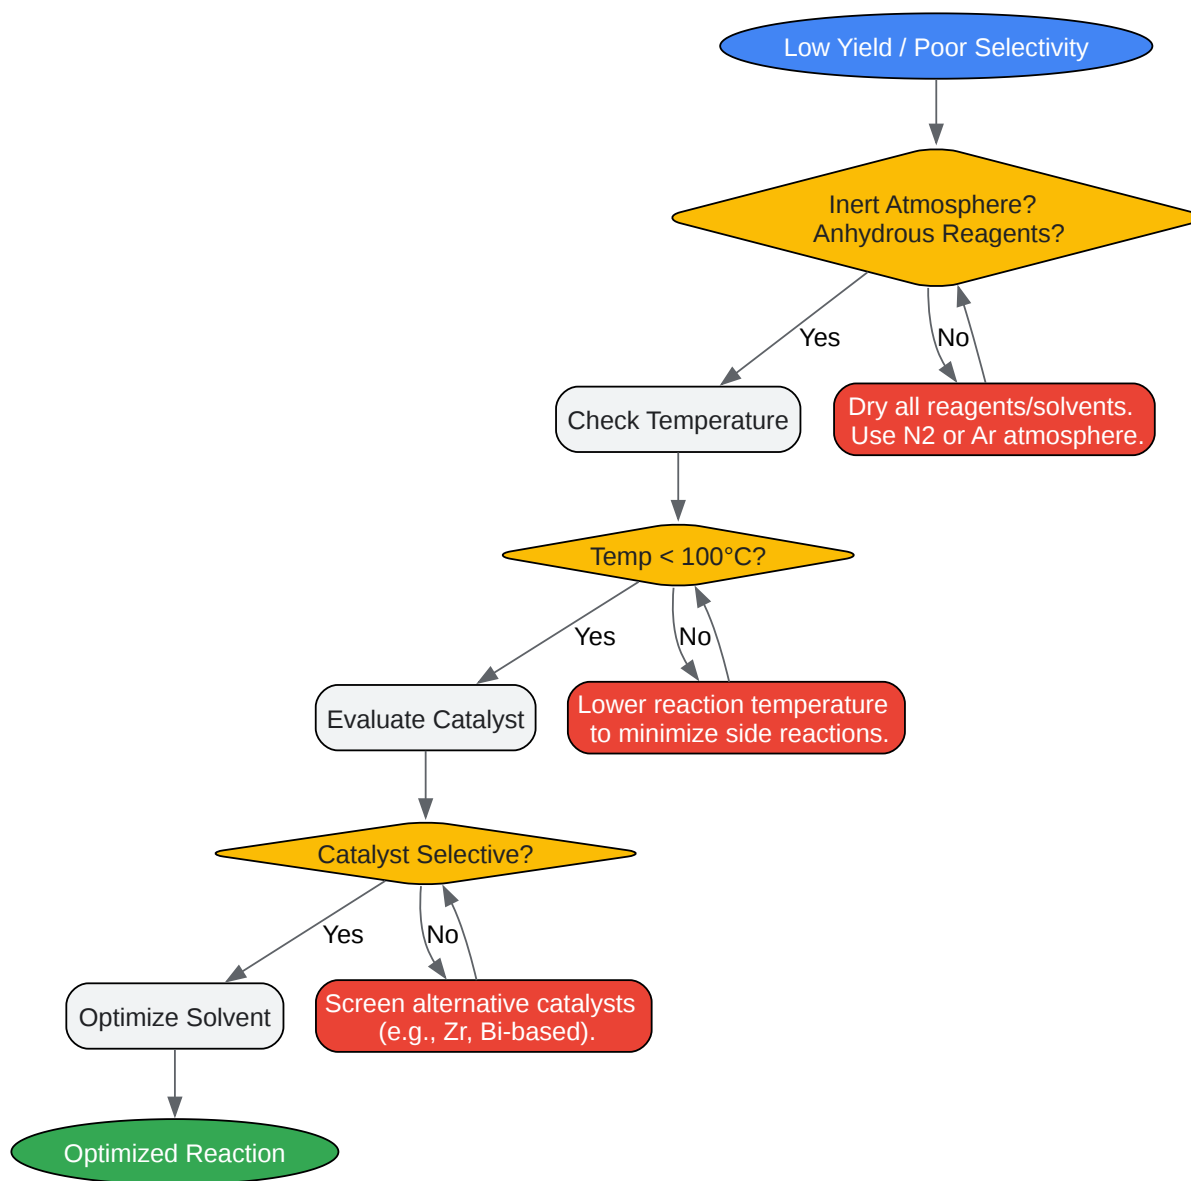 Low Yield / Poor Selectivity
Inert Atmosphere?
Anhydrous Reagents?
Yes
No
Check Temperature
Dry all reagents/solvents.
Use N2 or Ar atmosphere.
Temp < 100°C?
Yes
No
Evaluate Catalyst
Lower reaction temperature
to minimize side reactions.
Catalyst Selective?
Yes
No
Optimize Solvent
Screen alternative catalysts
(e.g., Zr, Bi-based).
Optimized Reaction